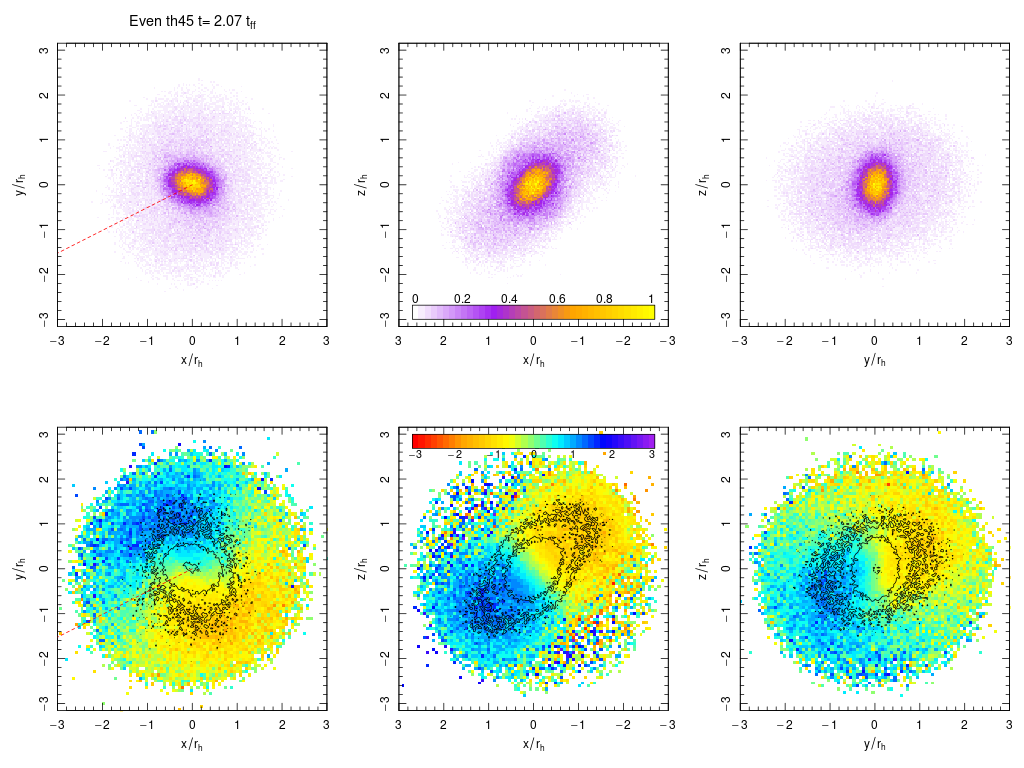 Even th45 t= 2.07 t_ff
3 3 3
2 2 2
1 1 1
y/r_h 0 z/r_h 0 z/r_h 0
−1 −1 −1
−2 −2 −2
0 0.2 0.4 0.6 0.8 1
−3 −3 −3
−3 −2 −1 0 1 2 3 3 2 1 0 −1 −2 −3 −3 −2 −1 0 1 2 3
x/r_h x/r_h y/r_h
3 3 3
−3 −2 −1 0 1 2 3
2 2 2
1 1 1
y/r_h 0 z/r_h 0 z/r_h 0
−1 −1 −1
−2 −2 −2
−3 −3 −3
−3 −2 −1 0 1 2 3 3 2 1 0 −1 −2 −3 −3 −2 −1 0 1 2 3
x/r_h x/r_h y/r_h